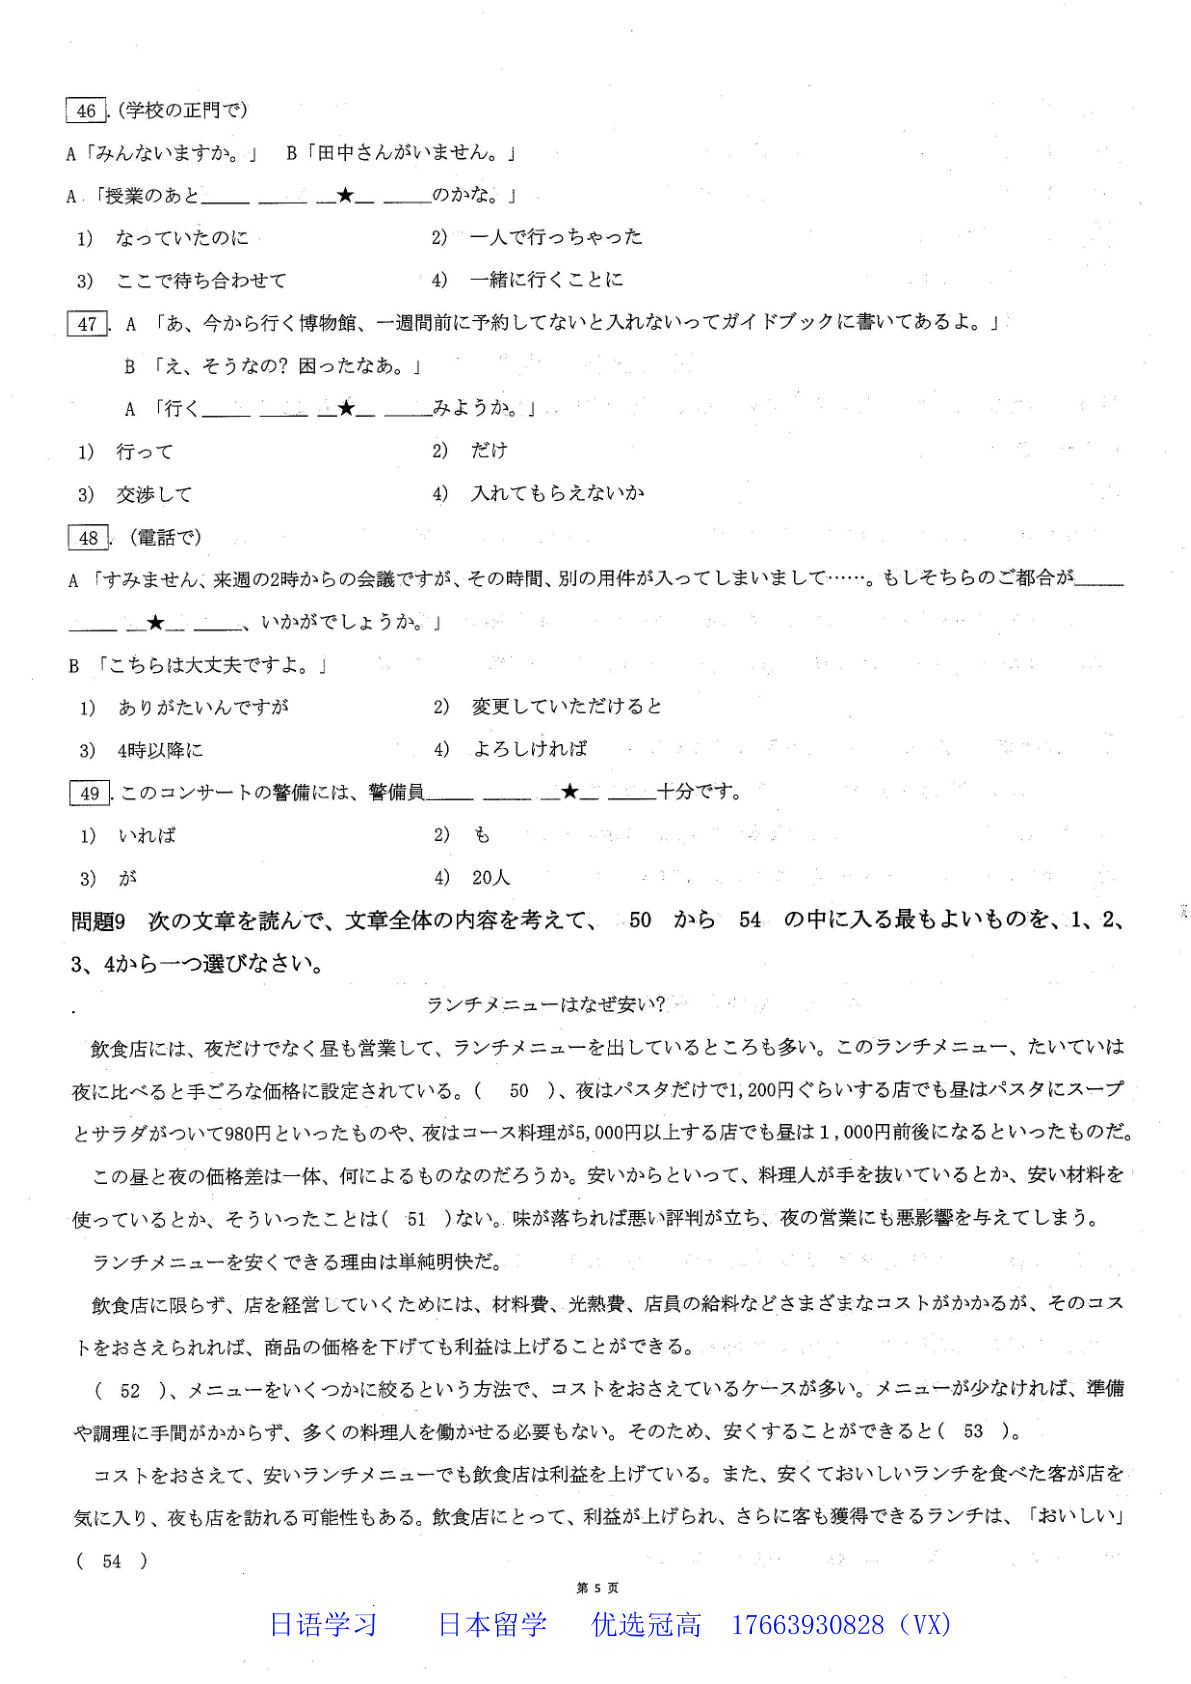 46.(学校の正門で)
A「みんないますか。」 B「田中さんがいません。」
A.「授業のあと_____ _____ __★__ _____のかな。」
1) なっていたのに 2) 一人で行っちゃった
3) ここで待ち合わせて 4) 一緒に行くことに
47. A 「あ、今から行く博物館、一週間前に予約してないと入れないってガイドブックに書いてあるよ。」
B 「え、そうなの? 困ったなあ。」
A 「行く_____ _____ __★__ _____みようか。」
1) 行って 2) だけ
3) 交渉して 4) 入れてもらえないか
48. (電話で)
A 「すみません、来週の2時からの会議ですが、その時間、別の用件が入ってしまいまして……。もしそちらのご都合が_____
_____ __★__ _____、いかがでしょうか。」
B 「こちらは大丈夫ですよ。」
1) ありがたいんですが 2) 変更していただけると
3) 4時以降に 4) よろしければ
49.このコンサートの警備には、警備員_____ _____ __★__ _____十分です。
1) いれば 2) も
3) が 4) 20人
問題9 次の文章を読んで、文章全体の内容を考えて、 50 から 54 の中に入る最もよいものを、1、2、
3、4から一つ選びなさい。
ランチメニューはなぜ安い?
飲食店には、夜だけでなく昼も営業して、ランチメニューを出しているところも多い。このランチメニュー、たいていは
夜に比べると手ごろな価格に設定されている。( 50 )、夜はパスタだけで1,200円ぐらいする店でも昼はパスタにスープ
とサラダがついて980円といったものや、夜はコース料理が5,000円以上する店でも昼は1,000円前後になるといったものだ。
この昼と夜の価格差は一体、何によるものなのだろうか。安いからといって、料理人が手を抜いているとか、安い材料を
使っているとか、そういったことは( 51 )ない。味が落ちれば悪い評判が立ち、夜の営業にも悪影響を与えてしまう。
ランチメニューを安くできる理由は単純明快だ。
飲食店に限らず、店を経営していくためには、材料費、光熱費、店員の給料などさまざまなコストがかかるが、そのコス
トをおさえられれば、商品の価格を下げても利益は上げることができる。
( 52 )、メニューをいくつかに絞るという方法で、コストをおさえているケースが多い。メニューが少なければ、準備
や調理に手間がかからず、多くの料理人を働かせる必要もない。そのため、安くすることができると( 53 )。
コストをおさえて、安いランチメニューでも飲食店は利益を上げている。また、安くておいしいランチを食べた客が店を
気に入り、夜も店を訪れる可能性もある。飲食店にとって、利益が上げられ、さらに客も獲得できるランチは、「おいしい」
( 54 )
第 5 页
日语学习 日本留学 优选冠高 17663930828（VX)